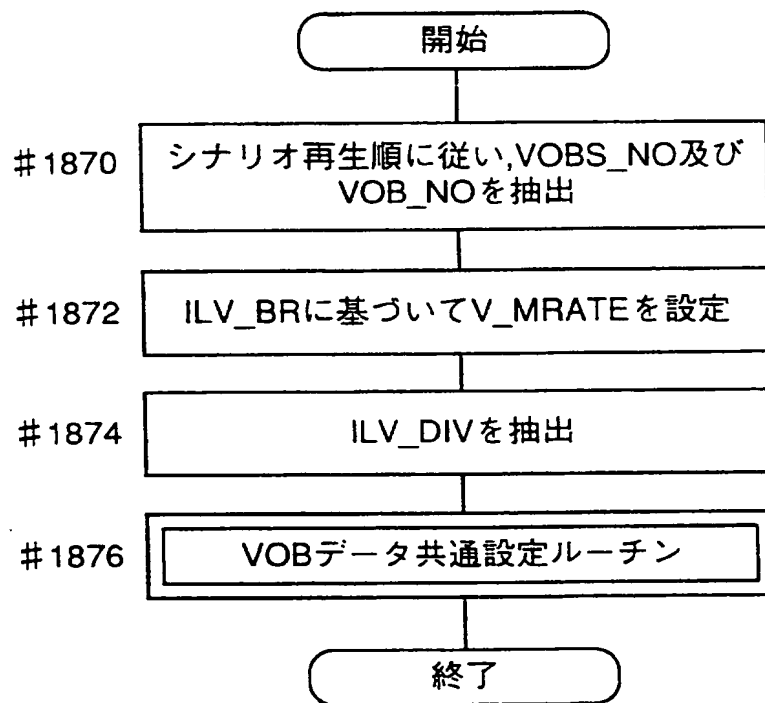 開始
#1870
シナリオ再生順に従い,VOBS_NO及び
VOB_NOを抽出
#1872
ILV_BRに基づいてV_MRATEを設定
#1874
ILV_DIVを抽出
#1876
VOBデータ共通設定ルーチン
終了